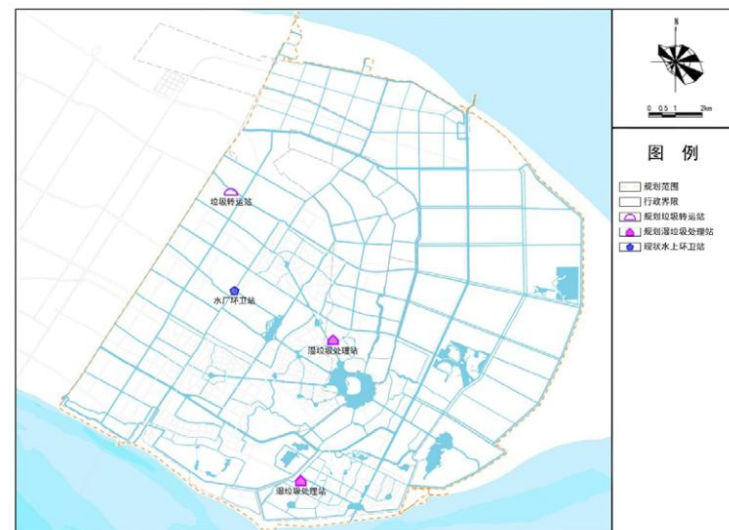 N
0 0.5 1 2km
图 例
规划范围
行政界限
规划垃圾转运站
规划湿垃圾处理站
现状水上环卫站
垃圾转运站
水厂环卫站
湿垃圾处理站
湿垃圾处理站